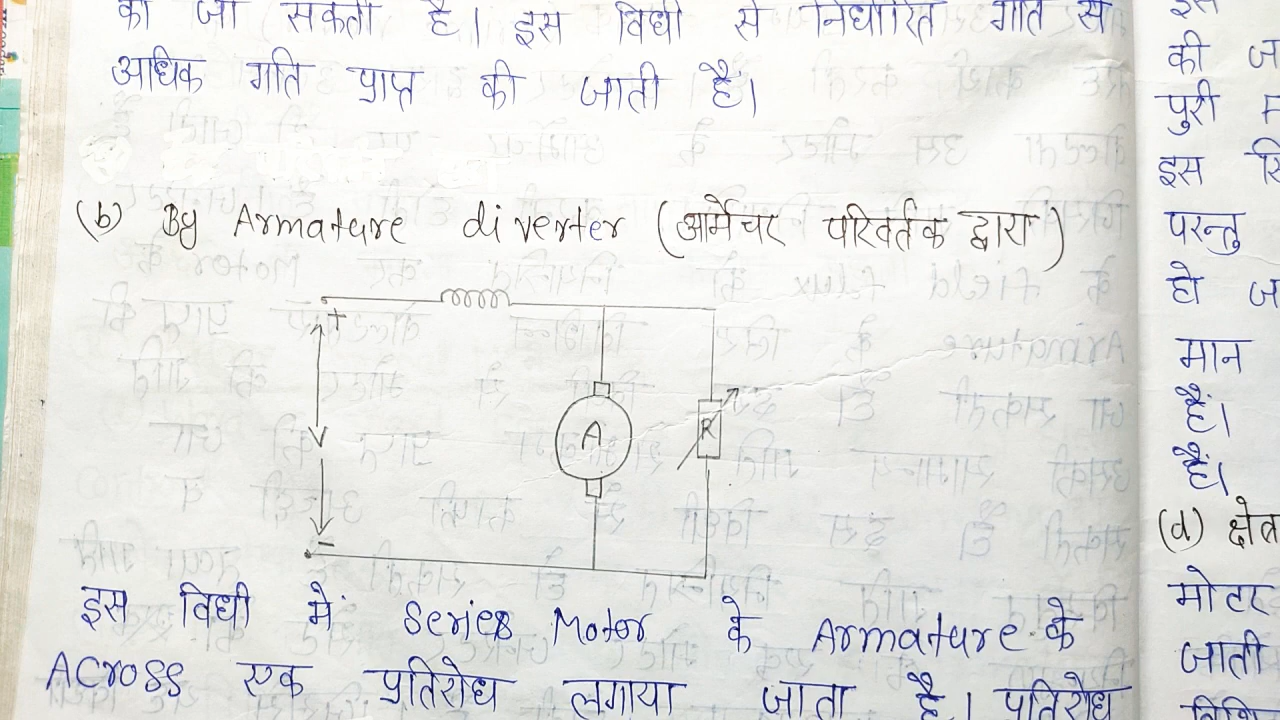 की जा सकती है। इस विधी से निर्धारित गति से
अधिक गति प्राप्त की जाती है।
(b) By Armature diverter (आर्मेचर परिवर्तक द्वारा)
+
A
R
-
इस विधी में Series Motor के Armature के
Across एक प्रतिरोध लगाया जाता है। प्रतिरोध
इस
की
पुरी
इस
परन्तु
हो
मान
हैं।
हैं।
(d)
मोटर
जाती